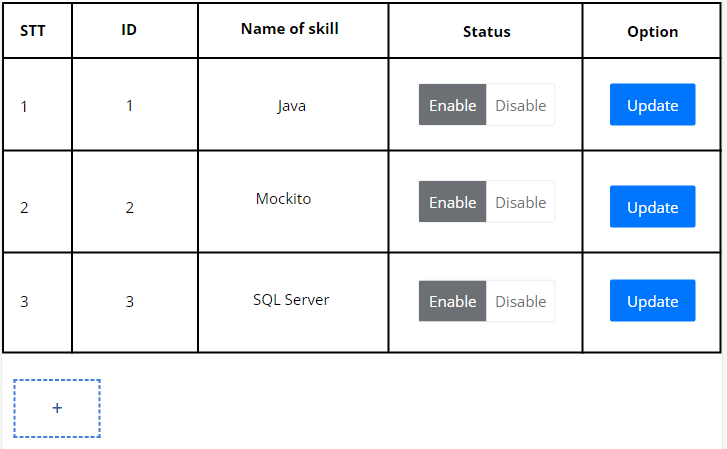 STT ID Name of skill Status Option
1 1 Java Enable Disable Update
2 2 Mockito Enable Disable Update
3 3 SQL Server Enable Disable Update
+